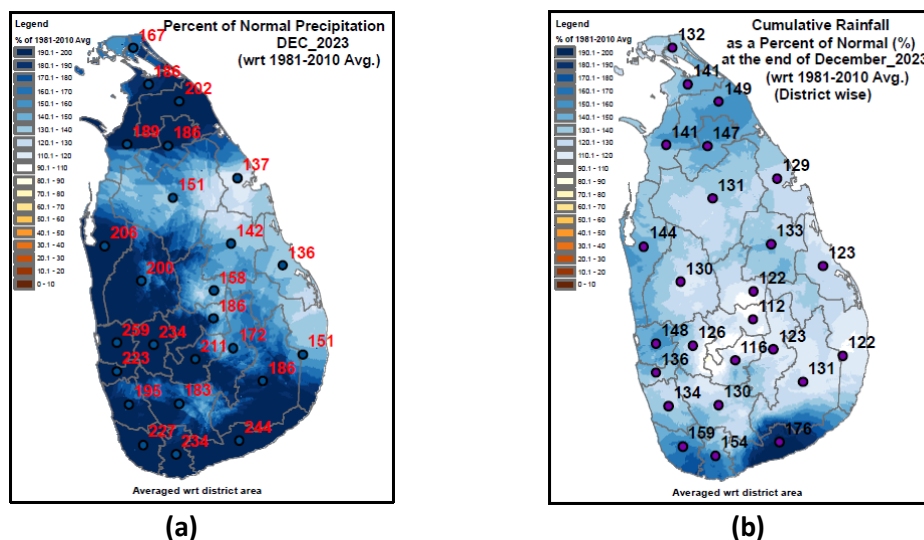 Legend
% of 1981-2010 Avg
190.1 - 200
180.1 - 190
170.1 - 180
160.1 - 170
150.1 - 160
140.1 - 150
130.1 - 140
120.1 - 130
110.1 - 120
90.1 - 110
80.1 - 90
70.1 - 80
60.1 - 70
50.1 - 60
40.1 - 50
30.1 - 40
20.1 - 30
10.1 - 20
0 - 10
Percent of Normal Precipitation
DEC_2023
(wrt 1981-2010 Avg.)
167
186
202
189
186
137
151
142
206
136
200
158
186
259
234
172
151
211
223
186
195
183
227
234
244
Averaged wrt district area
(a)
Legend
% of 1981-2010 Avg
190.1 - 200
180.1 - 190
170.1 - 180
160.1 - 170
150.1 - 160
140.1 - 150
130.1 - 140
120.1 - 130
110.1 - 120
90.1 - 110
80.1 - 90
70.1 - 80
60.1 - 70
50.1 - 60
40.1 - 50
30.1 - 40
20.1 - 30
10.1 - 20
0 - 10
Cumulative Rainfall
as a Percent of Normal (%)
at the end of December_2023
(wrt 1981-2010 Avg.)
(District wise)
132
141
149
141
147
129
131
144
133
123
130
122
112
148
126
123
122
116
136
131
134
130
159
154
176
Averaged wrt district area
(b)